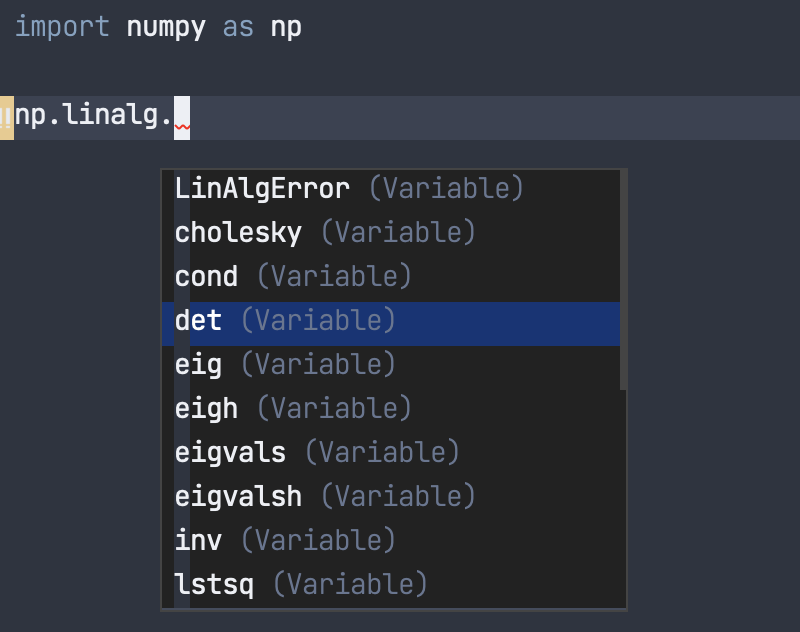 import numpy as np
!!np.linalg.
LinAlgError (Variable)
cholesky (Variable)
cond (Variable)
det (Variable)
eig (Variable)
eigh (Variable)
eigvals (Variable)
eigvalsh (Variable)
inv (Variable)
lstsq (Variable)